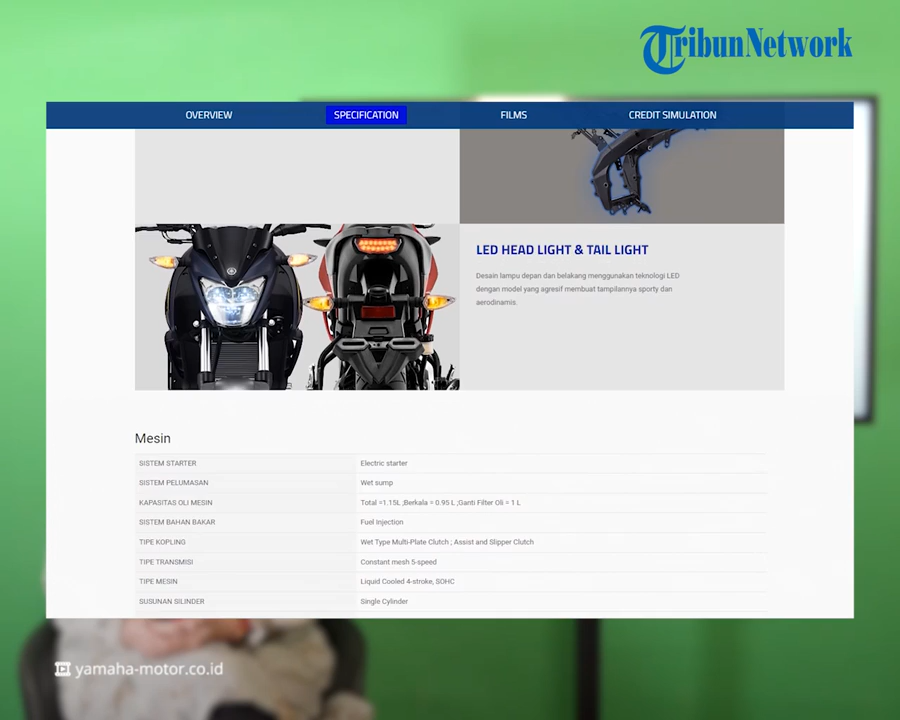 TribunNetwork
OVERVIEW SPECIFICATION FILMS CREDIT SIMULATION
LED HEAD LIGHT & TAIL LIGHT
Desain lampu depan dan belakang menggunakan teknologi LED
dengan model yang agresif membuat tampilannya sporty dan
aerodinamis.
Mesin
SISTEM STARTER Electric starter
SISTEM PELUMASAN Wet sump
KAPASITAS OLI MESIN Total =1.15L ;Berkala = 0.95 L ;Ganti Filter Oli = 1 L
SISTEM BAHAN BAKAR Fuel Injection
TIPE KOPLING Wet Type Multi-Plate Clutch ; Assist and Slipper Clutch
TIPE TRANSMISI Constant mesh 5-speed
TIPE MESIN Liquid Cooled 4-stroke, SOHC
SUSUNAN SILINDER Single Cylinder
yamaha-motor.co.id